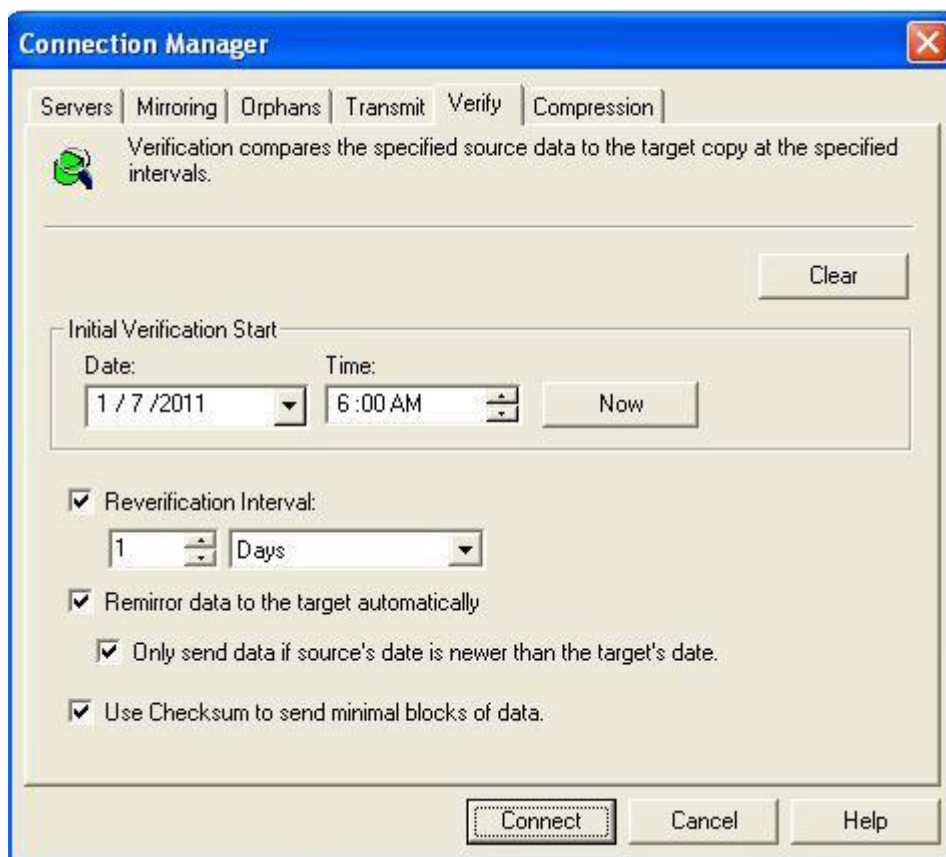 Connection Manager
Servers Mirroring Orphans Transmit Verify Compression
Verification compares the specified source data to the target copy at the specified
intervals.
Clear
Initial Verification Start
Date: Time:
1 / 7 /2011 6 :00 AM Now
Reverification Interval:
1 Days
Remirror data to the target automatically
Only send data if source's date is newer than the target's date.
Use Checksum to send minimal blocks of data.
Connect Cancel Help